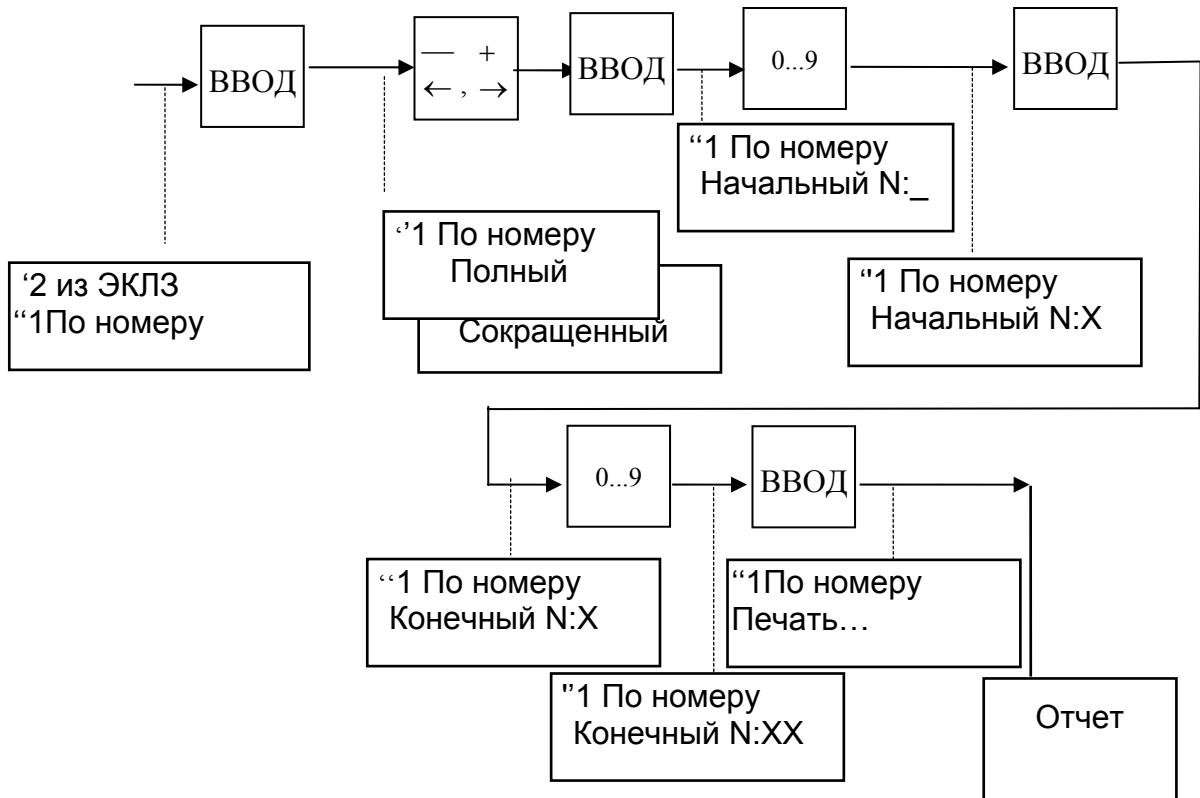 ВВОД
— +
← , →
ВВОД
0...9
ВВОД
‘2 из ЭКЛЗ
“1По номеру
‘’1 По номеру
Полный
Сокращенный
“1 По номеру
Начальный N:_
‘'1 По номеру
Начальный N:X
0...9
ВВОД
“1 По номеру
Конечный N:X
"1 По номеру
Конечный N:XX
“1По номеру
Печать…
Отчет